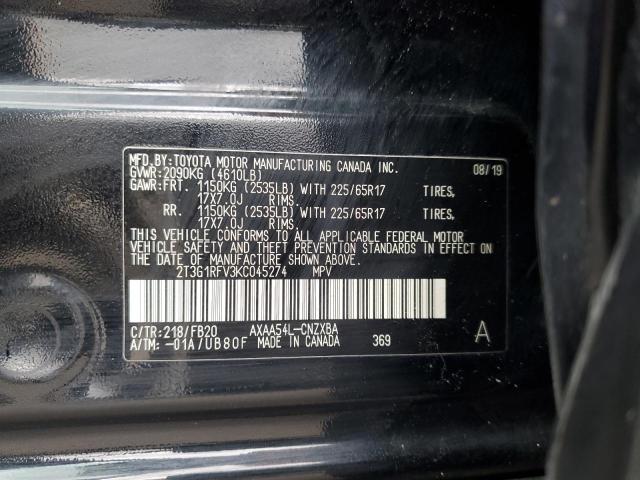 MFD.BY:TOYOTA MOTOR MANUFACTURING CANADA INC. 08/19
GVWR:2090KG (4610LB)
GAWR:FRT. 1150KG (2535LB) WITH 225/65R17 TIRES,
17X7.0J RIMS.
RR. 1150KG (2535LB) WITH 225/65R17 TIRES,
17X7.0J RIMS.
THIS VEHICLE CONFORMS TO ALL APPLICABLE FEDERAL MOTOR
VEHICLE SAFETY AND THEFT PREVENTION STANDARDS IN EFFECT ON
THE DATE OF MANUFACTURE SHOWN ABOVE.
2T3G1RFV3KC045274 MPV
C/TR:218/FB20 AXAA54L-CNZXBA
A/TM:-01A/UB80F MADE IN CANADA 369 A